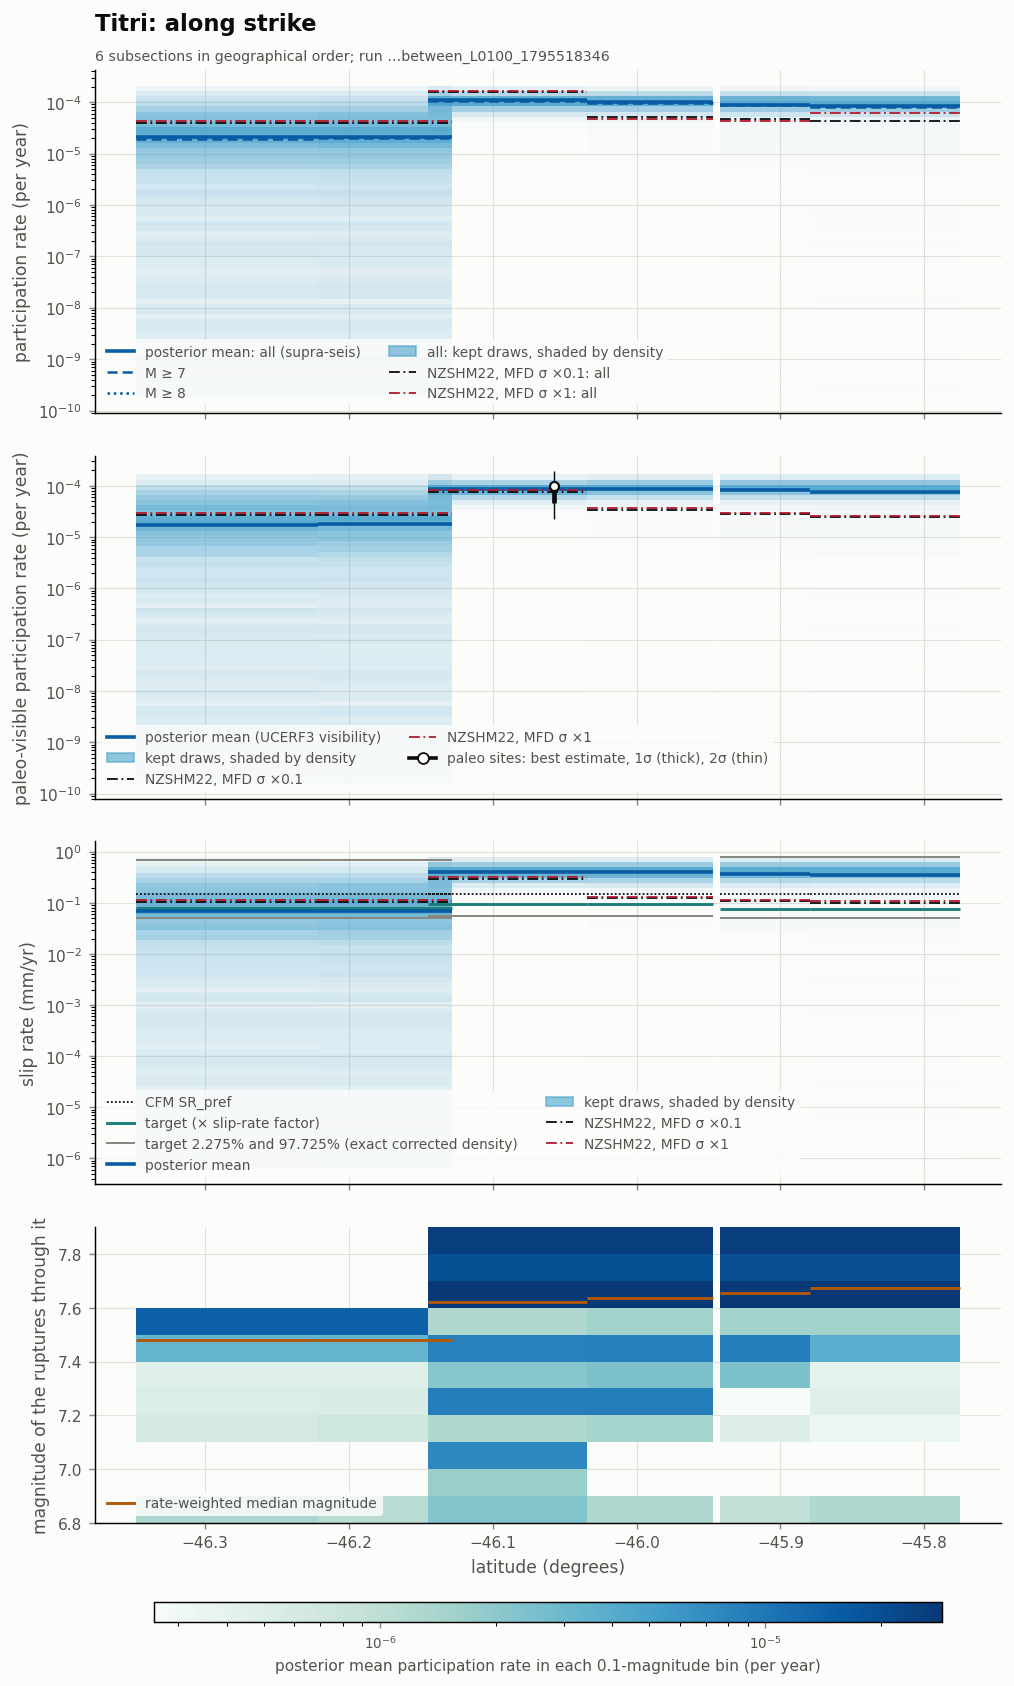 Titri: along strike
6 subsections in geographical order; run ...between_L0100_1795518346
participation rate (per year)
10⁻⁴
10⁻⁵
10⁻⁶
10⁻⁷
10⁻⁸
10⁻⁹
10⁻¹⁰
posterior mean: all (supra-seis)
M ≥ 7
M ≥ 8
all: kept draws, shaded by density
NZSHM22, MFD σ ×0.1: all
NZSHM22, MFD σ ×1: all
paleo-visible participation rate (per year)
10⁻⁴
10⁻⁵
10⁻⁶
10⁻⁷
10⁻⁸
10⁻⁹
10⁻¹⁰
posterior mean (UCERF3 visibility)
kept draws, shaded by density
NZSHM22, MFD σ ×0.1
NZSHM22, MFD σ ×1
paleo sites: best estimate, 1σ (thick), 2σ (thin)
slip rate (mm/yr)
10⁰
10⁻¹
10⁻²
10⁻³
10⁻⁴
10⁻⁵
10⁻⁶
CFM SR_pref
target (× slip-rate factor)
target 2.275% and 97.725% (exact corrected density)
posterior mean
kept draws, shaded by density
NZSHM22, MFD σ ×0.1
NZSHM22, MFD σ ×1
magnitude of the ruptures through it
7.8
7.6
7.4
7.2
7.0
6.8
rate-weighted median magnitude
−46.3
−46.2
−46.1
−46.0
−45.9
−45.8
latitude (degrees)
10⁻⁶
10⁻⁵
posterior mean participation rate in each 0.1-magnitude bin (per year)